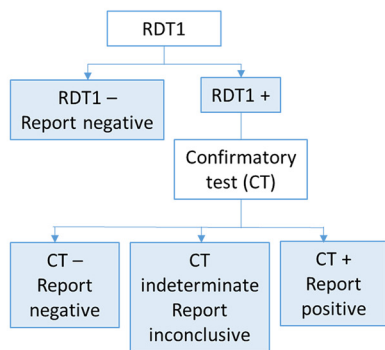 RDT1
RDT1 –
Report negative
RDT1 +
Confirmatory
test (CT)
CT –
Report
negative
CT
indeterminate
Report
inconclusive
CT +
Report
positive